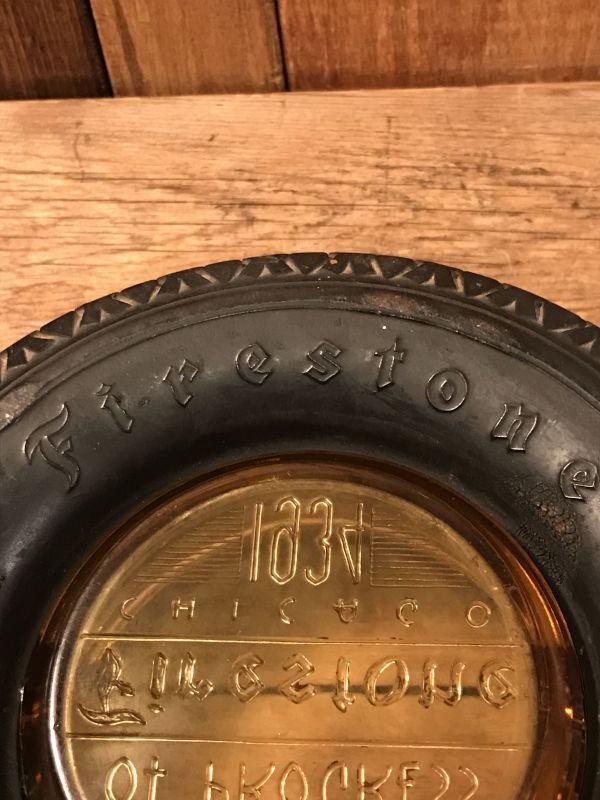 Firestone
1934
CHICAGO
Firestone
Of PROGRESS